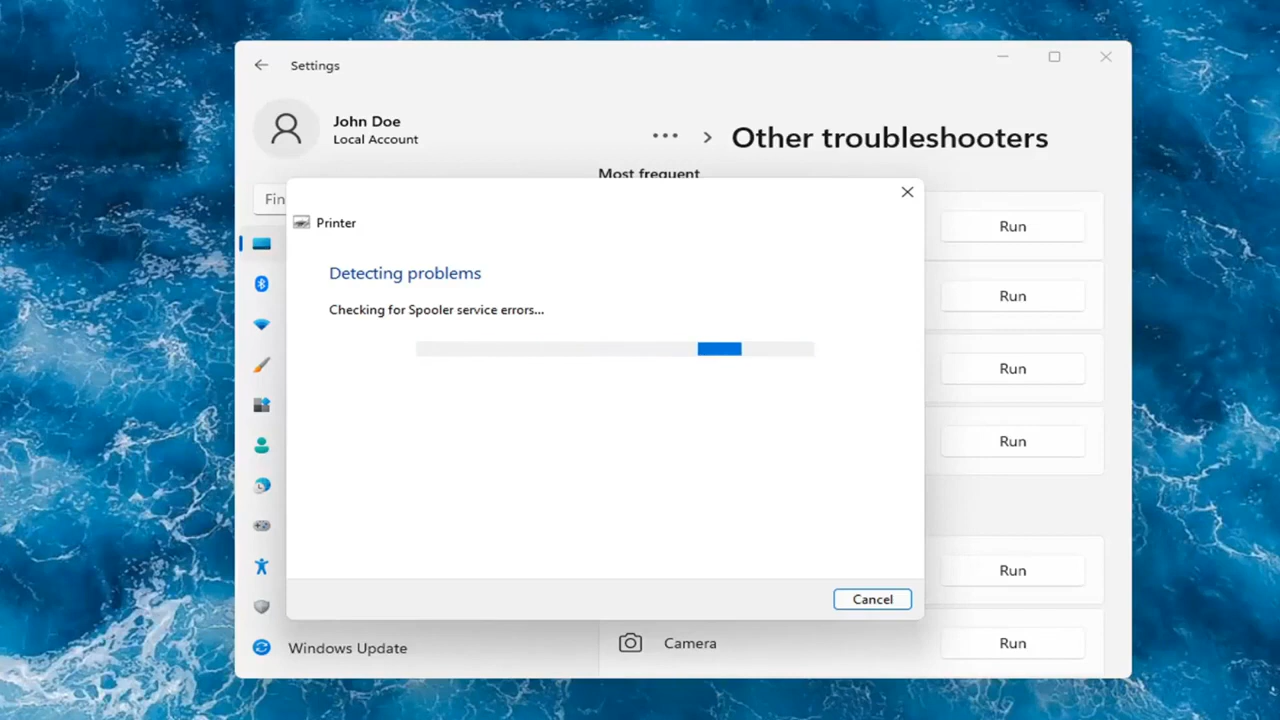 Settings
John Doe
Local Account
Other troubleshooters
Most frequent
Fin
Run
Printer
Detecting problems
Run
Checking for Spooler service errors...
Run
Run
Run
Cancel
Windows Update
Camera
Run